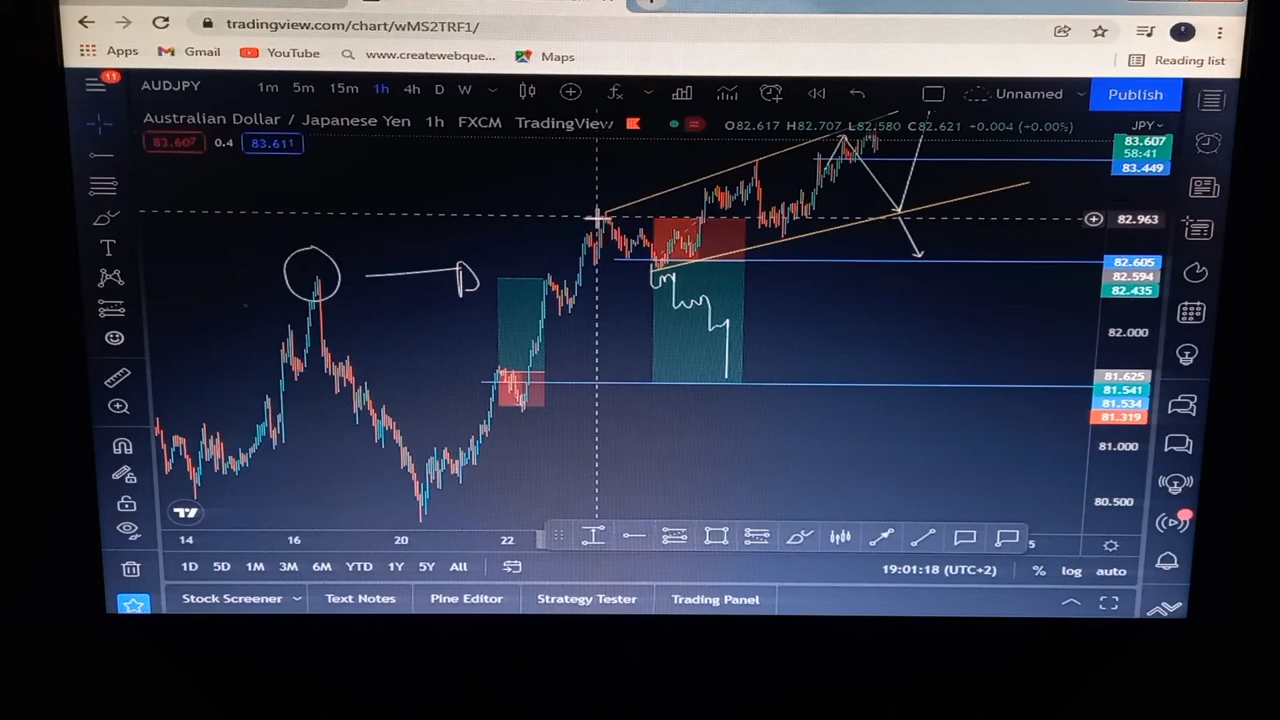 tradingview.com/chart/wMS2TRF1/
Apps Gmail YouTube www.createwebque... Maps Reading list
11
AUDJPY 1m 5m 15m 1h 4h D W Unnamed Publish
Australian Dollar / Japanese Yen 1h FXCM TradingView O82.617 H82.707 L82.580 C82.621 -0.004 (-0.00%) JPY
83.607 0.4 83.611
83.607
58:41
83.449
82.963
82.605
82.594
82.435
82.000
81.625
81.541
81.534
81.319
81.000
80.500
14 16 20 22 5
1D 5D 1M 3M 6M YTD 1Y 5Y All 19:01:18 (UTC+2) % log auto
Stock Screener Text Notes Pine Editor Strategy Tester Trading Panel